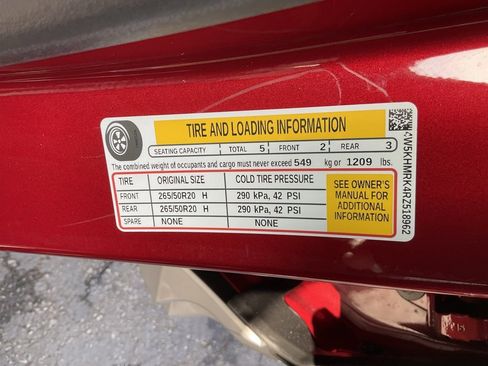 TIRE AND LOADING INFORMATION
SEATING CAPACITY TOTAL 5 FRONT 2 REAR 3
The combined weight of occupants and cargo must never exceed 549 kg or 1209 lbs.
TIRE ORIGINAL SIZE COLD TIRE PRESSURE
FRONT 265/50R20 H 290 kPa, 42 PSI
REAR 265/50R20 H 290 kPa, 42 PSI
SPARE NONE NONE
SEE OWNER'S
MANUAL FOR
ADDITIONAL
INFORMATION
4W5KHMRK4RZ518962